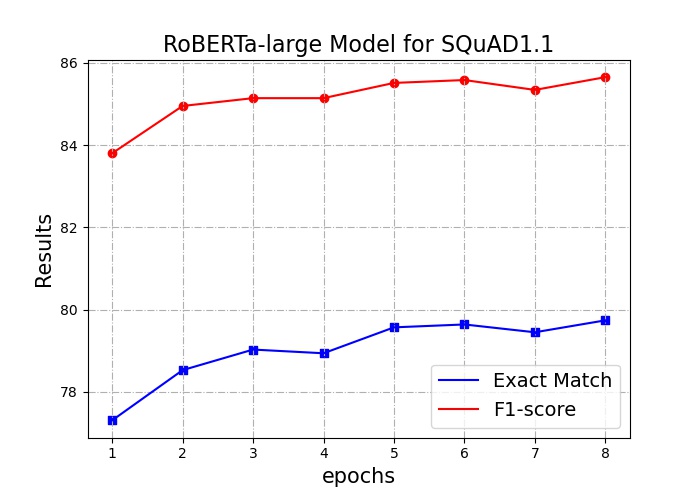 RoBERTa-large Model for SQuAD1.1
86
84
82
80
78
Results
Exact Match
F1-score
1 2 3 4 5 6 7 8
epochs